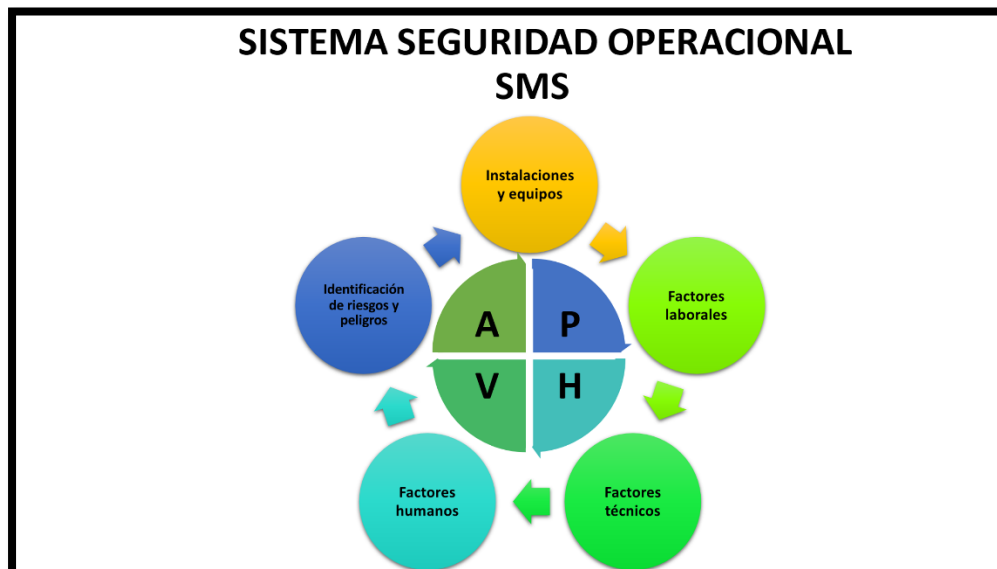 SISTEMA SEGURIDAD OPERACIONAL
SMS
Instalaciones
y equipos
Identificación
de riesgos y
peligros
Factores
laborales
A
P
V
H
Factores
humanos
Factores
técnicos